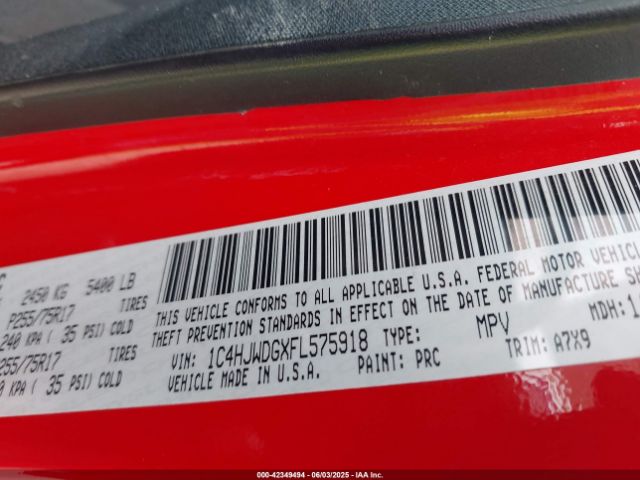 2450 KG 5400 LB
P255/75R17 TIRES
240 KPA ( 35 PSI) COLD
255/75R17 TIRES
KPA ( 35 PSI) COLD
THIS VEHICLE CONFORMS TO ALL APPLICABLE U.S.A. FEDERAL MOTOR VEHICLE
THEFT PREVENTION STANDARDS IN EFFECT ON THE DATE OF MANUFACTURE
VIN: 1C4HJWDGXFL575918 TYPE: MPV MDH:
VEHICLE MADE IN U.S.A. PAINT: PRC TRIM: A7X9
000-42349494 - 06/03/2025 - IAA Inc.